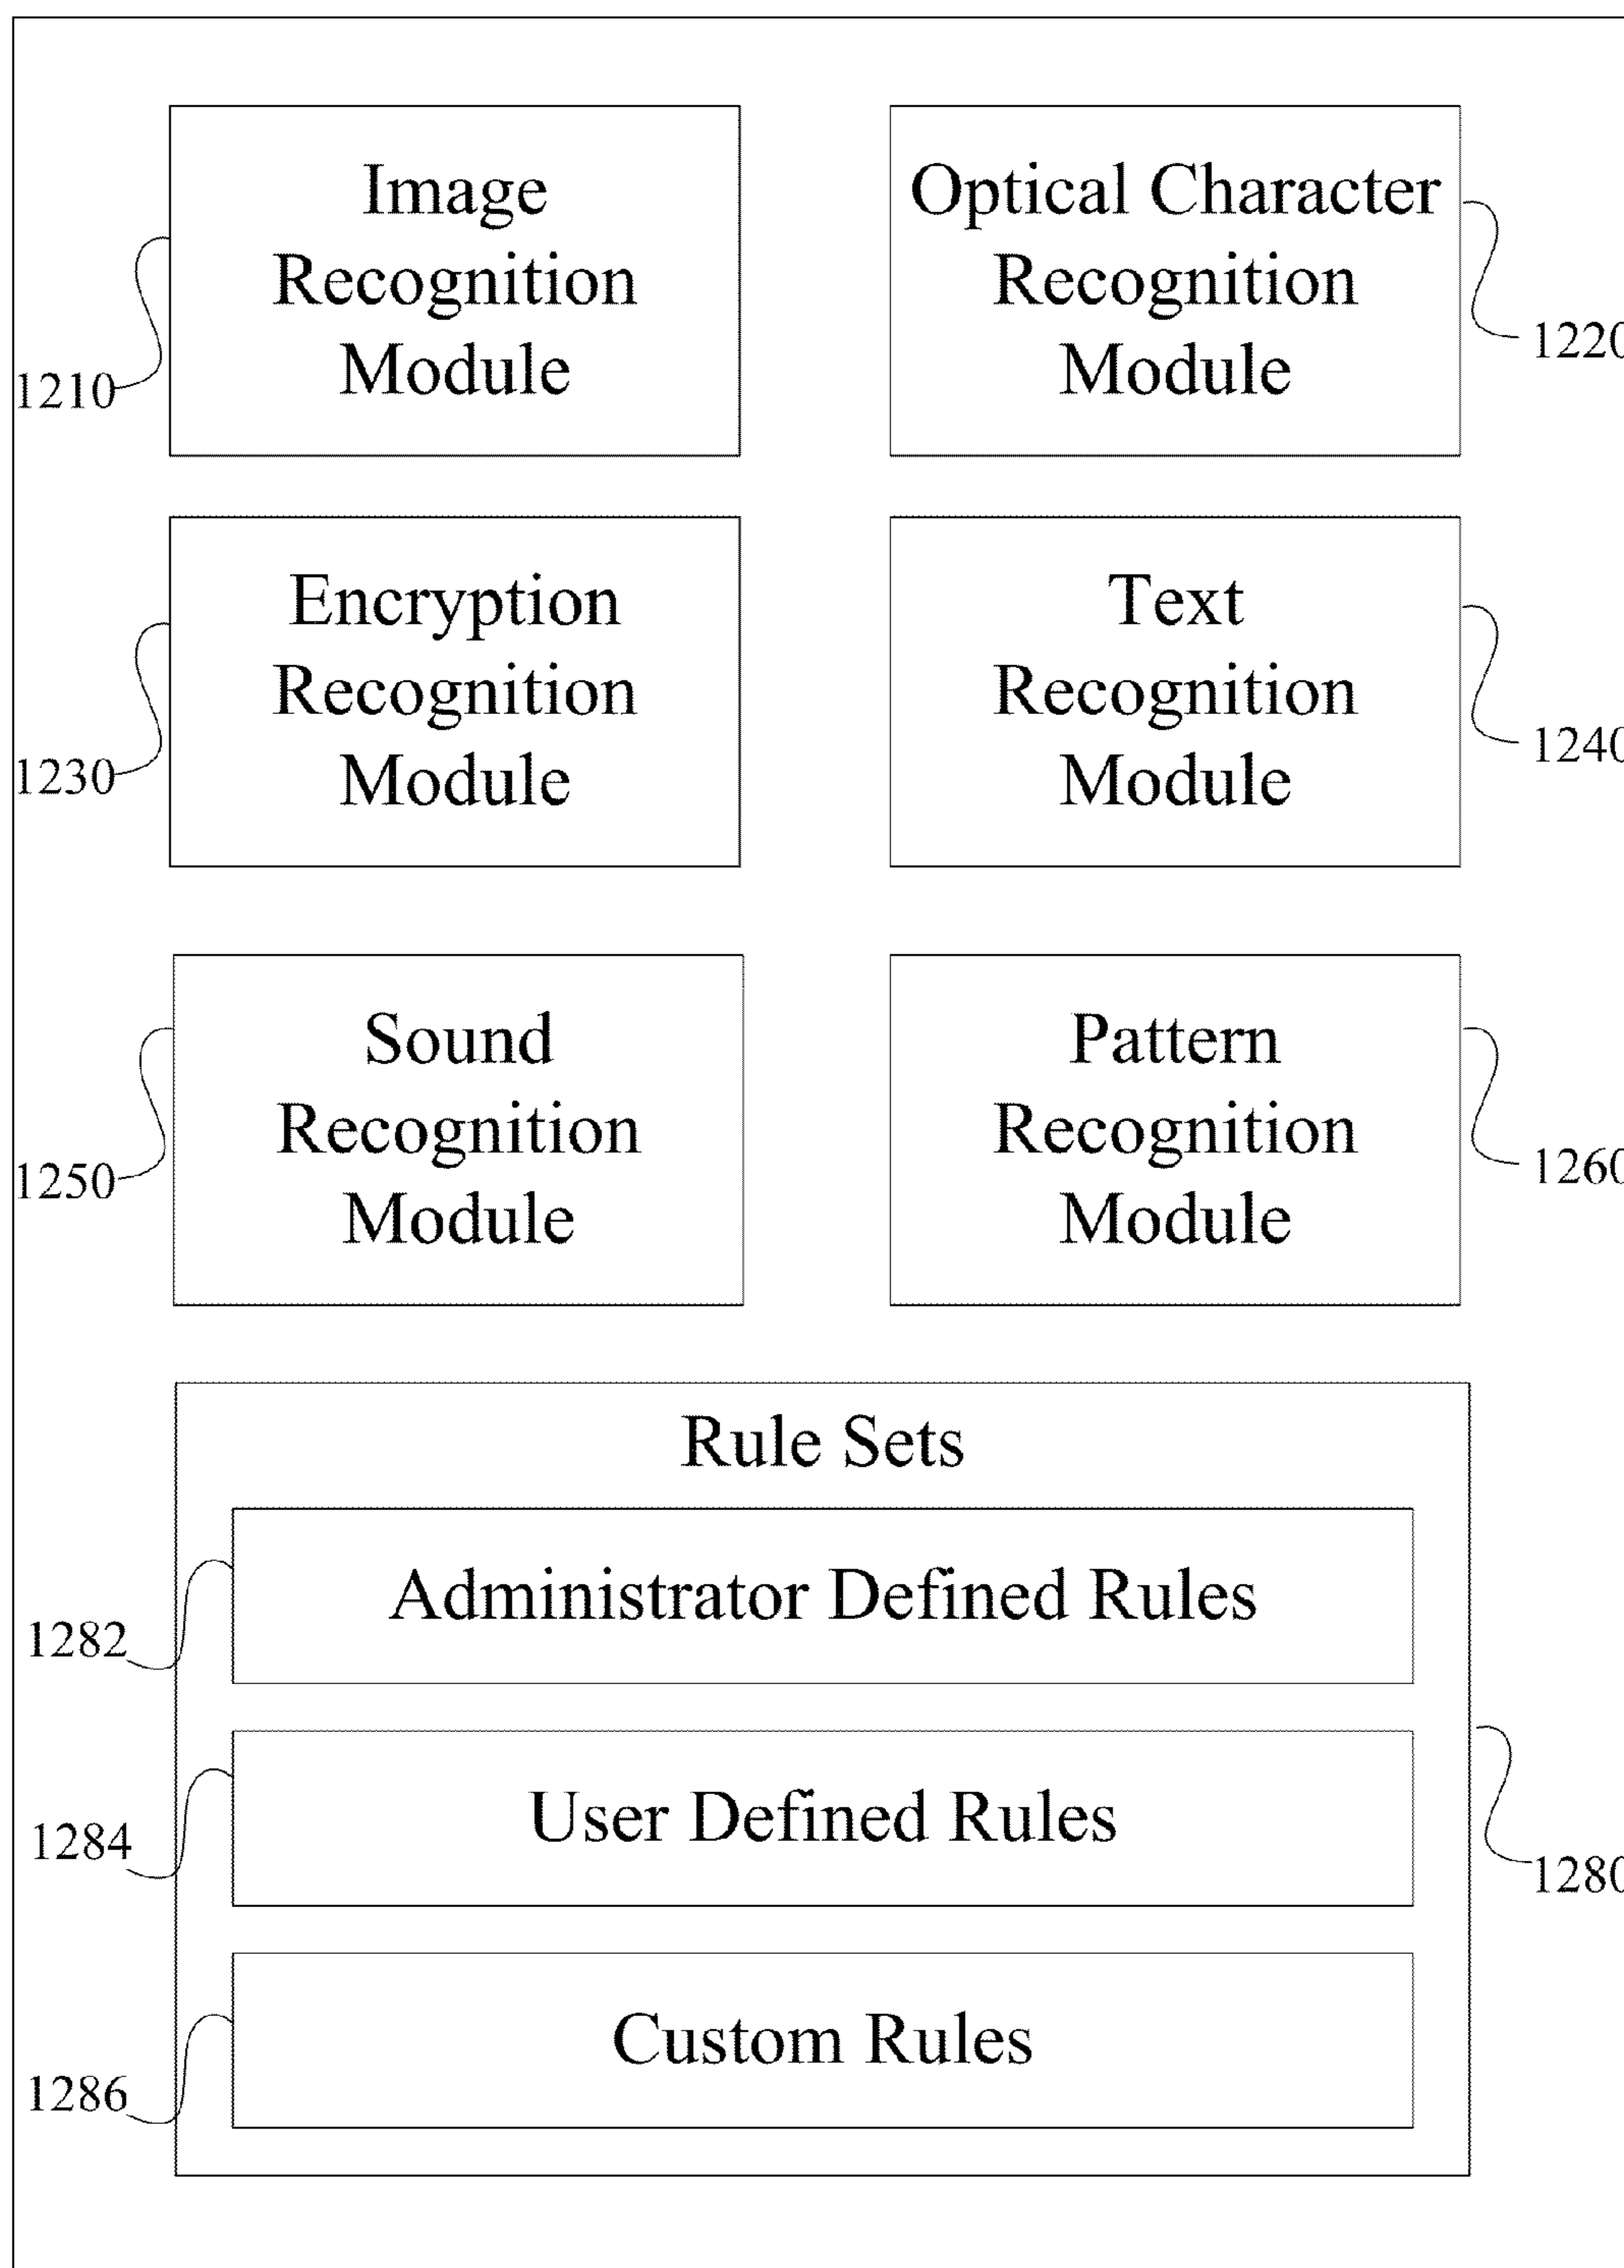 Image
Recognition
Module
1210
Optical Character
Recognition
Module
1220
Encryption
Recognition
Module
1230
Text
Recognition
Module
1240
Sound
Recognition
Module
1250
Pattern
Recognition
Module
1260
Rule Sets
Administrator Defined Rules
1282
User Defined Rules
1284
1280
Custom Rules
1286